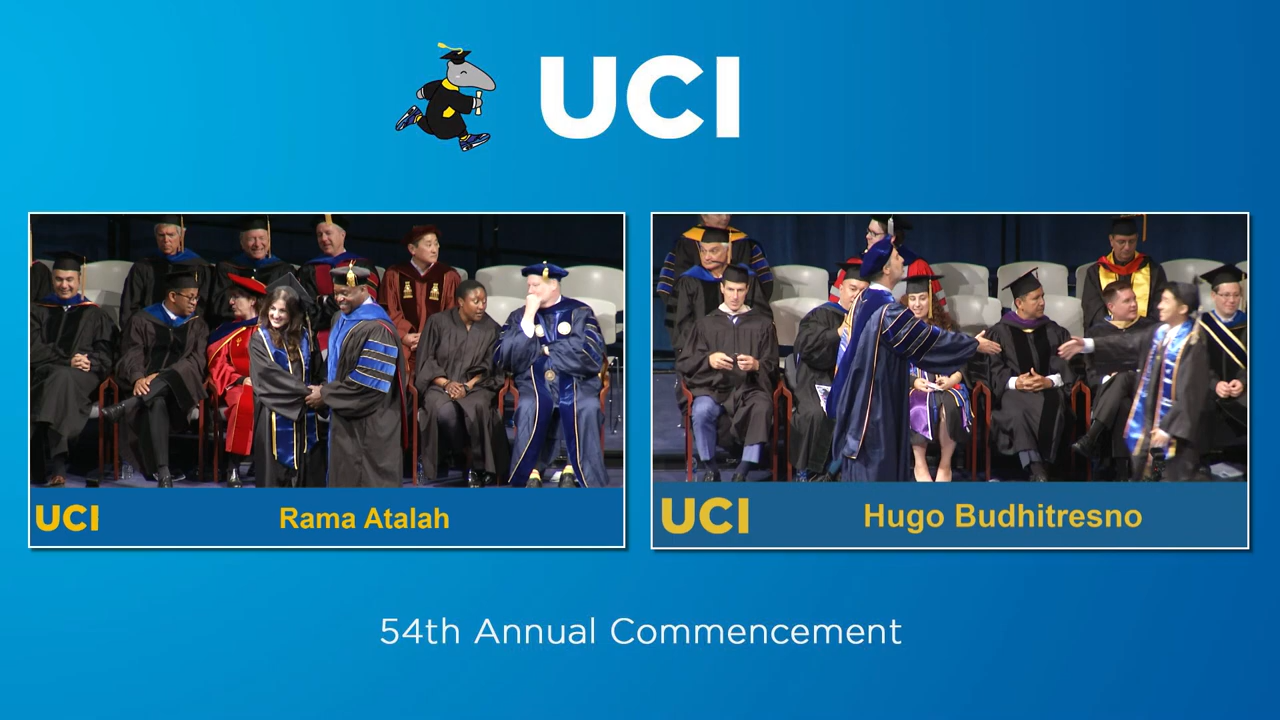 UCI
UCI
Rama Atalah
UCI
Hugo Budhitresno
54th Annual Commencement